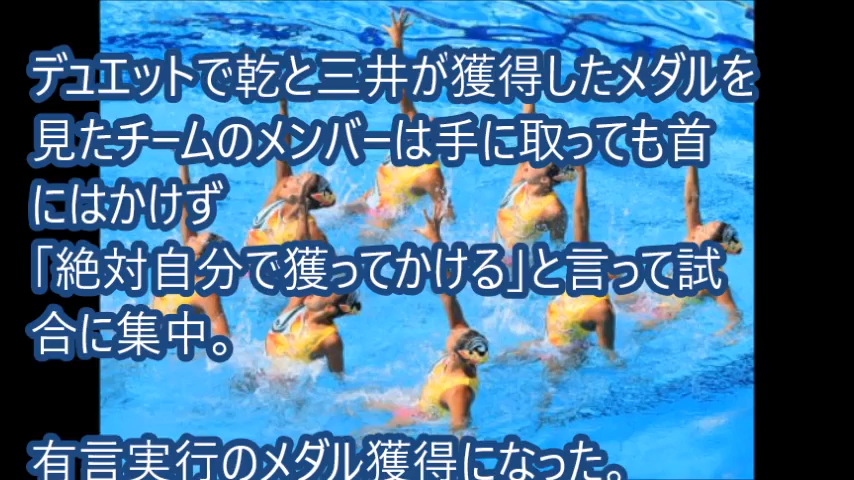 デュエットで乾と三井が獲得したメダルを
見たチームのメンバーは手に取っても首
にはかけず
「絶対自分で獲ってかける」と言って試
合に集中。
有言実行のメダル獲得になった。